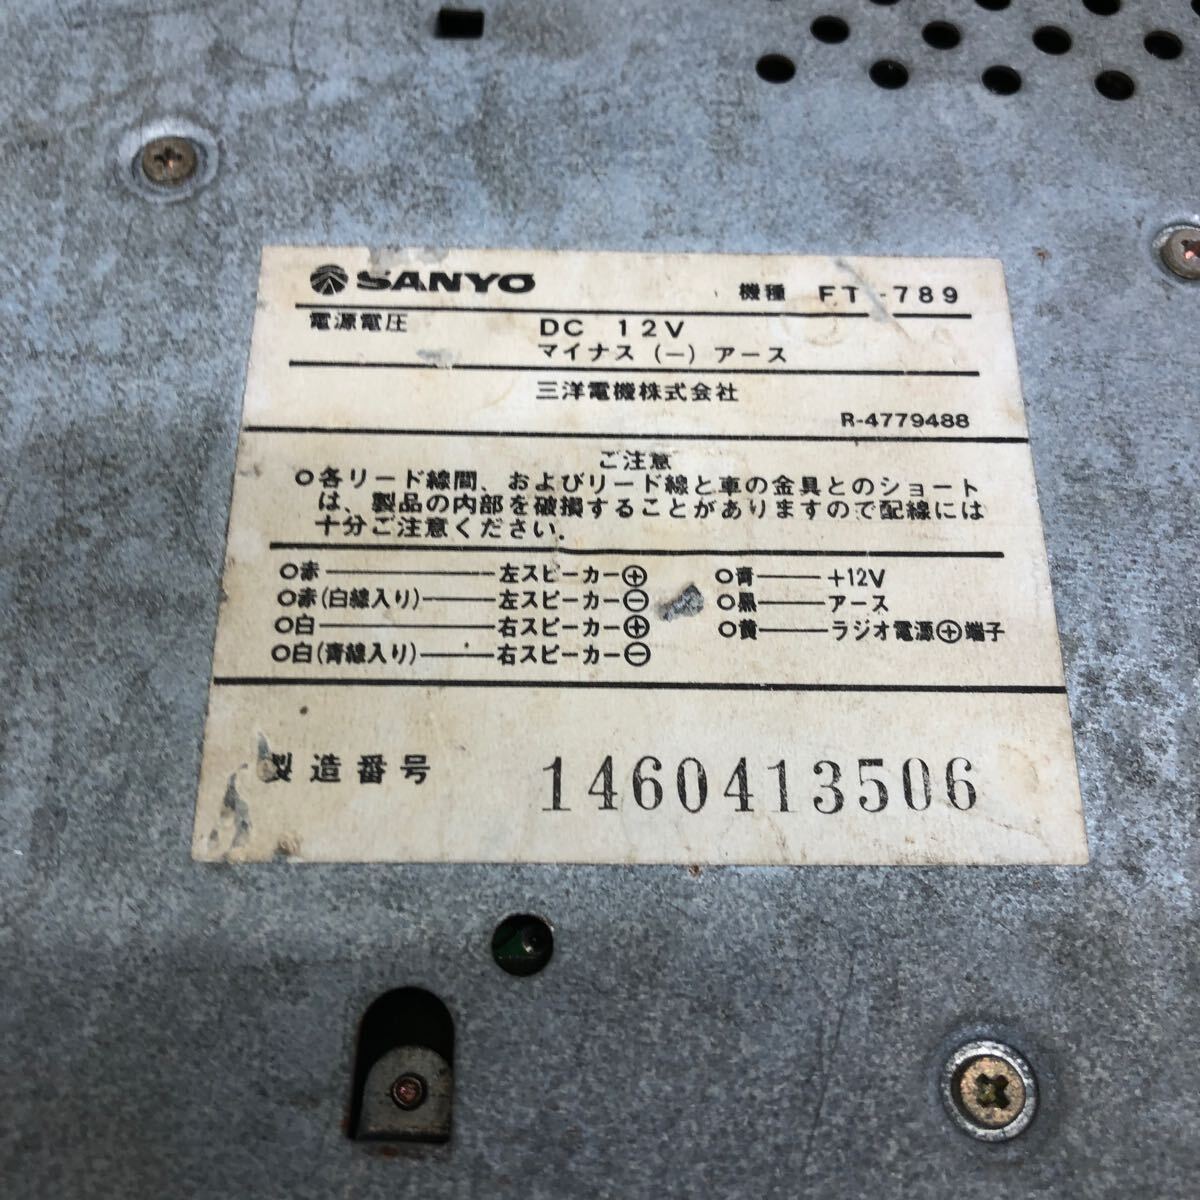 SANYO 機種 FT-789
電源電圧 DC 12V
マイナス(−)アース
三洋電機株式会社
R-4779488
ご注意
○各リード線間、およびリード線と車の金具とのショート
は、製品の内部を破損することがありますので配線には
十分ご注意ください.
○赤――左スピーカー⊕
○赤(白線入り)――左スピーカー⊖
○白――右スピーカー⊕
○白(青線入り)――右スピーカー⊖
○青――+12V
○黒――アース
○黄――ラジオ電源⊕端子
製造番号 1460413506